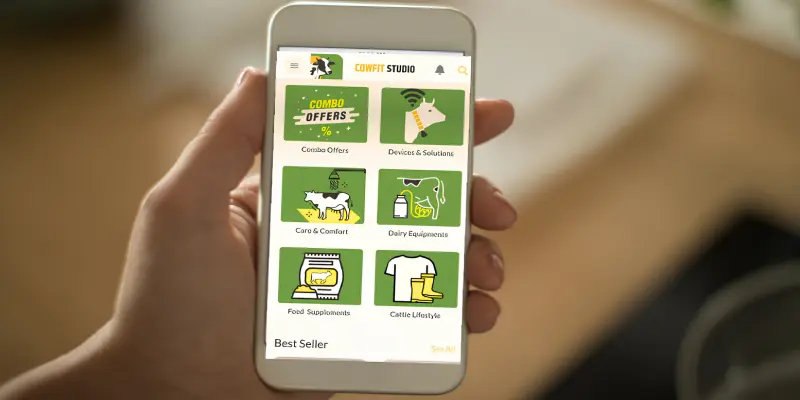 COWFIT STUDIO
COMBO
OFFERS
%
Combo Offers
Devices & Solutions
Care & Comfort
Dairy Equipments
Feed Supplements
Cattle Lifestyle
Best Seller
See All